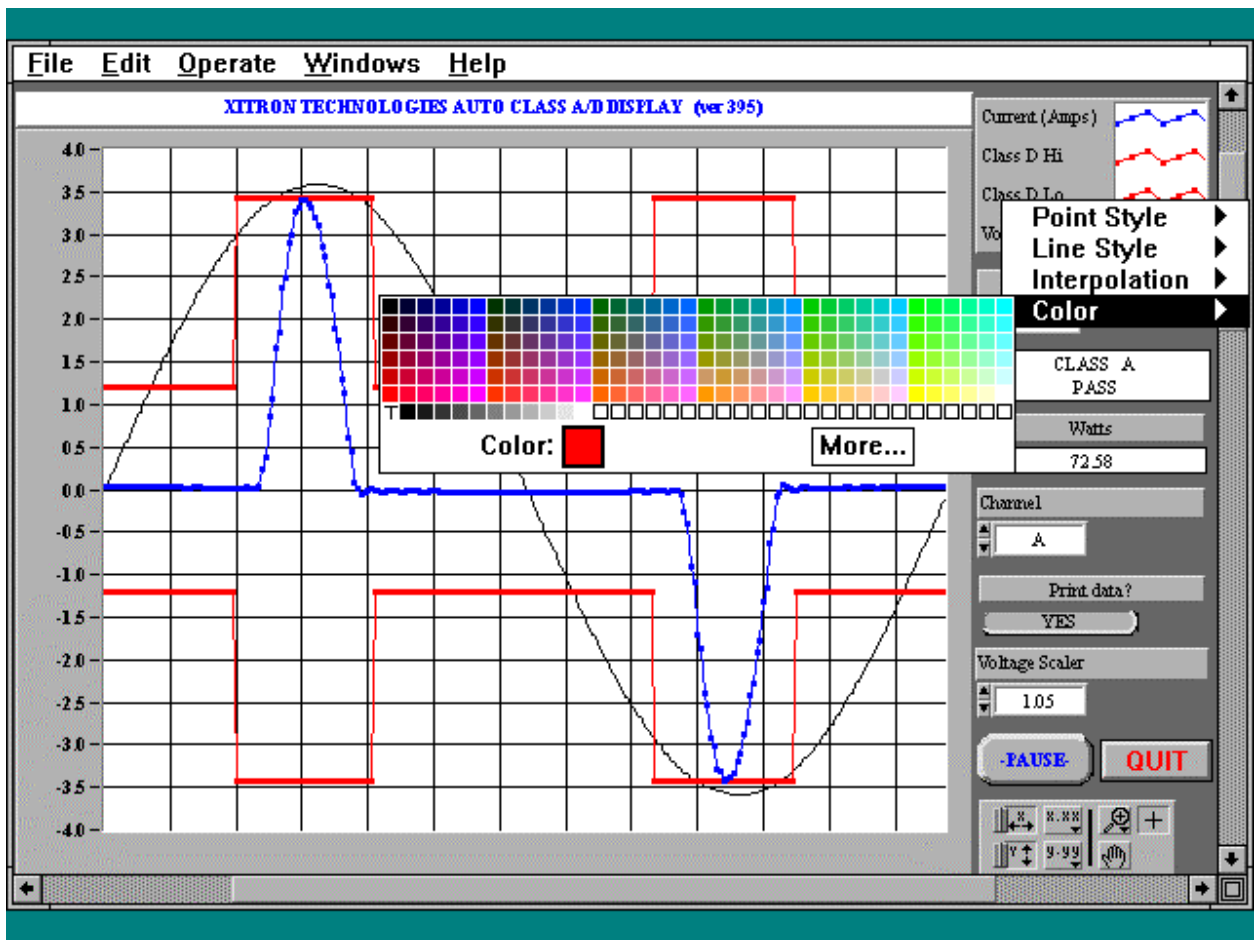 File Edit Operate Windows Help
XITRON TECHNOLOGIES AUTO CLASS A/D DISPLAY (ver 395)
4.0
3.5
3.0
2.5
2.0
1.5
1.0
0.5
0.0
-0.5
-1.0
-1.5
-2.0
-2.5
-3.0
-3.5
-4.0
Current (Amps)
Class D Hi
Class D Lo
Vo
Point Style
Line Style
Interpolation
Color
T
Color:
More...
CLASS A
PASS
Watts
72.58
Channel
A
Print data?
YES
Voltage Scaler
1.05
-PAUSE-
QUIT
X
X.XX
Y
Y.YY